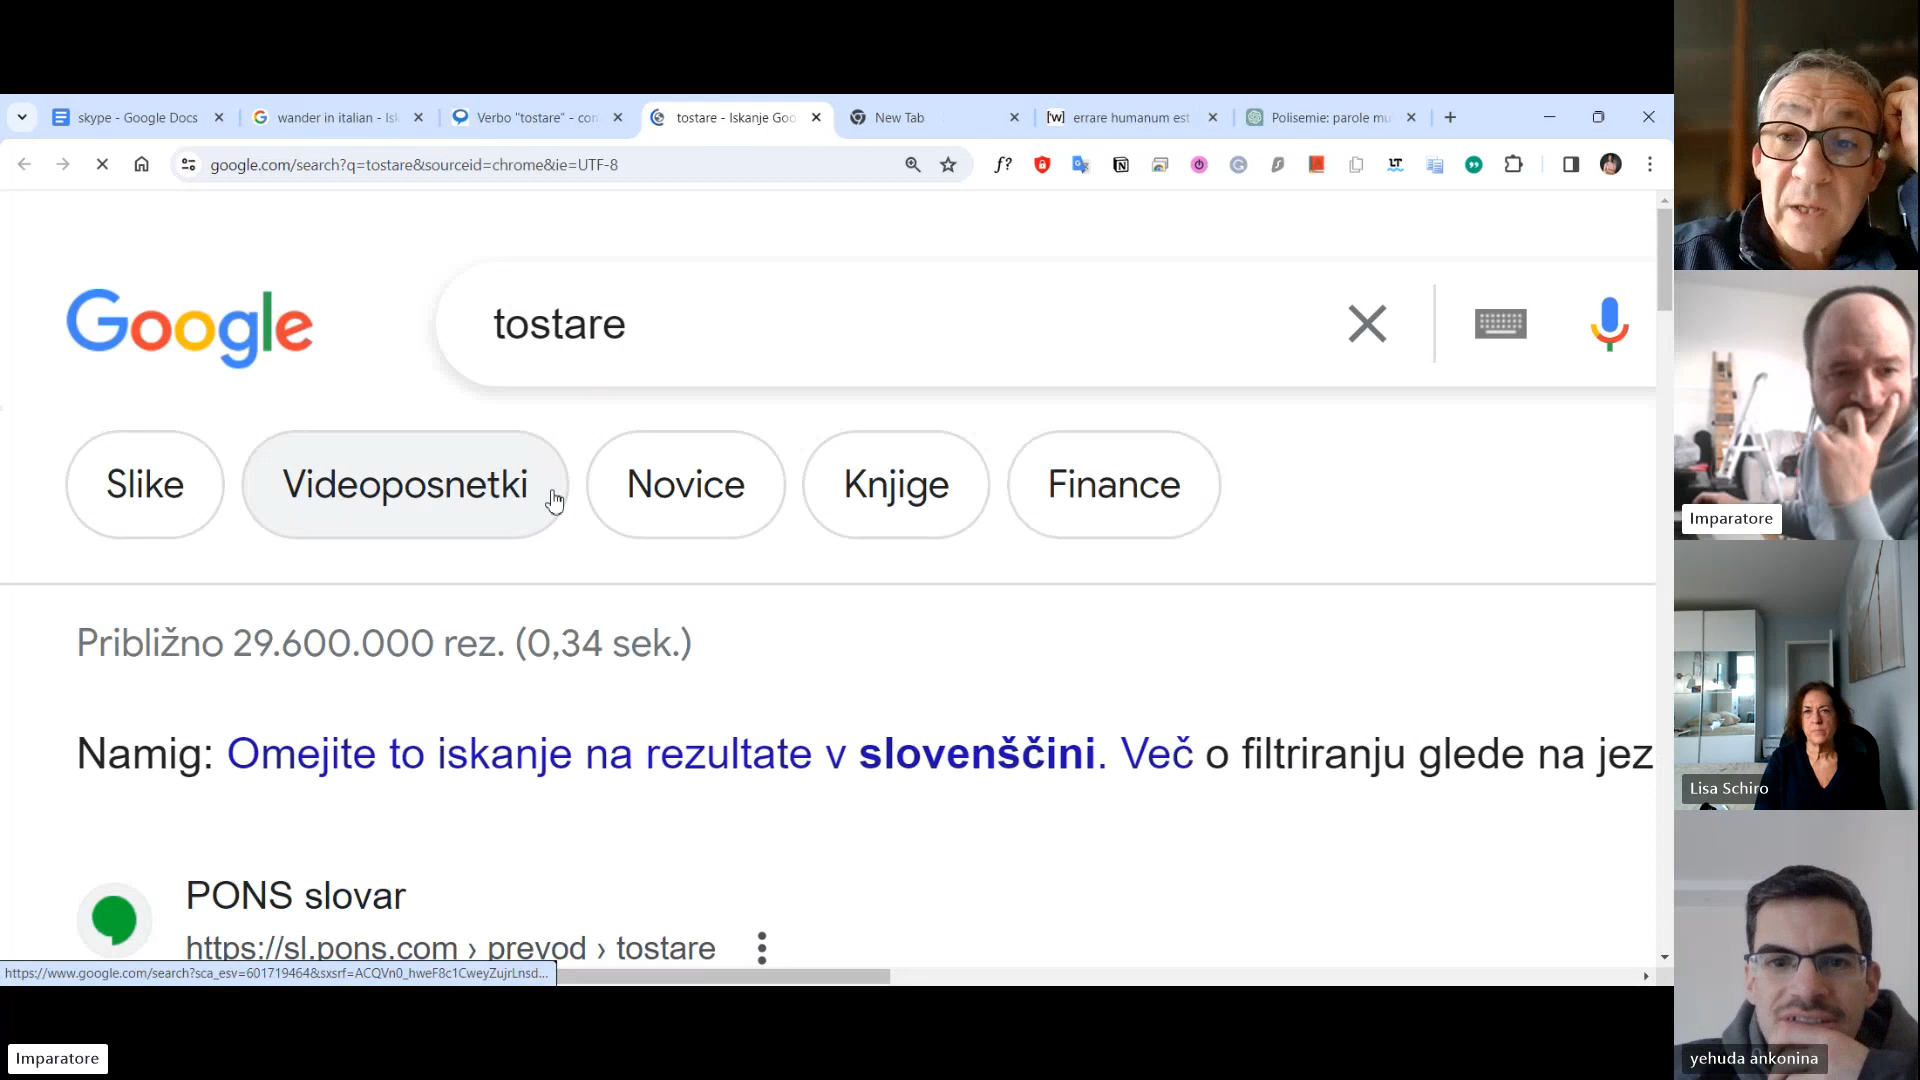 skype - Google Docs
wander in italian - Isk
Verbo "tostare" - con
tostare - Iskanje Goo
New Tab
[w] errare humanum est
Polisemie: parole mu
google.com/search?q=tostare&sourceid=chrome&ie=UTF-8
f?
LT
Google
tostare
Slike
Videoposnetki
Novice
Knjige
Finance
Približno 29.600.000 rez. (0,34 sek.)
Namig: Omejite to iskanje na rezultate v slovenščini. Več o filtriranju glede na jez
PONS slovar
https://sl.pons.com › prevod › tostare
https://www.google.com/search?sca_esv=601719464&sxsrf=ACQVn0_hweF8c1CweyZujrLnsd...
Imparatore
Imparatore
Lisa Schiro
yehuda ankonina